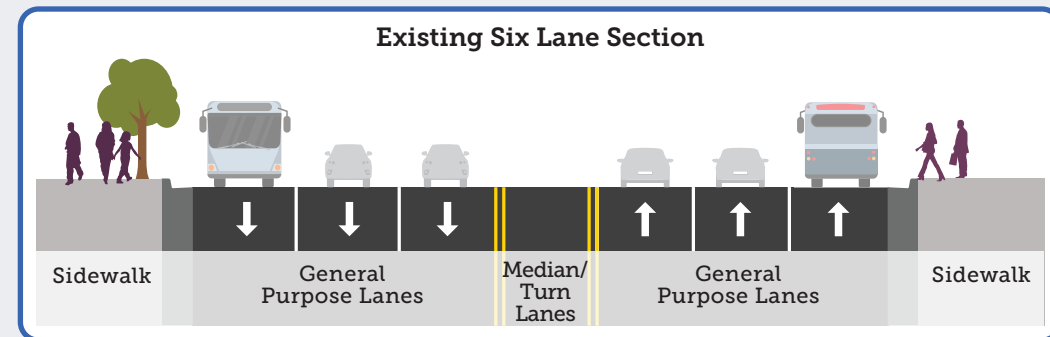 Existing Six Lane Section
Sidewalk
General
Purpose Lanes
Median/
Turn
Lanes
General
Purpose Lanes
Sidewalk